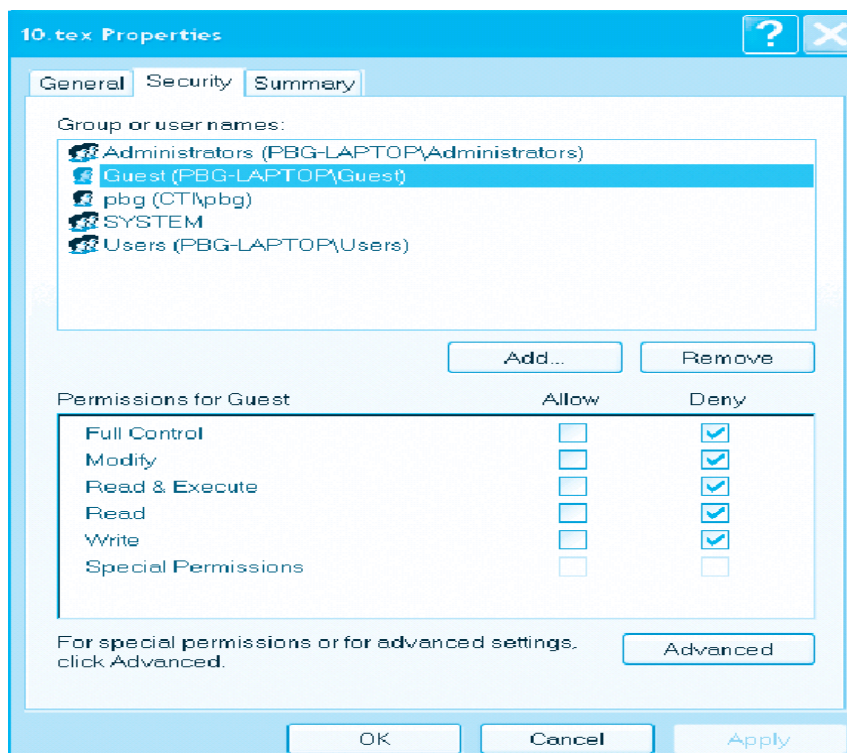 10.tex Properties
General Security Summary
Group or user names:
Administrators (PBG-LAPTOP\Administrators)
Guest (PBG-LAPTOP\Guest)
pbg (CTI\pbg)
SYSTEM
Users (PBG-LAPTOP\Users)
Add... Remove
Permissions for Guest Allow Deny
Full Control
Modify
Read & Execute
Read
Write
Special Permissions
For special permissions or for advanced settings,
click Advanced.
Advanced
OK Cancel Apply